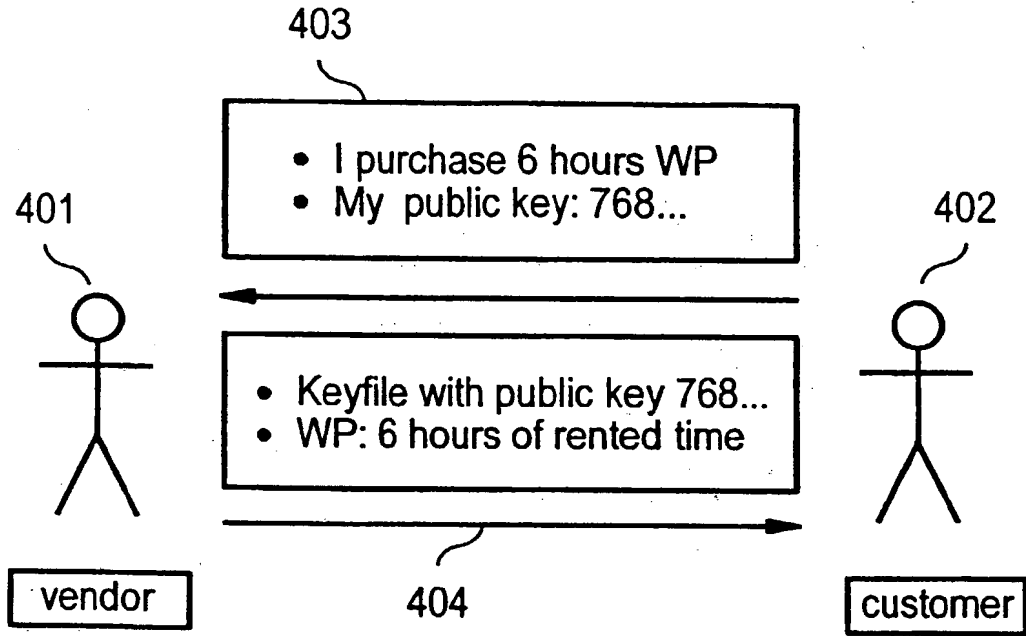 403
• I purchase 6 hours WP
• My public key: 768...
401
402
• Keyfile with public key 768...
• WP: 6 hours of rented time
vendor
404
customer